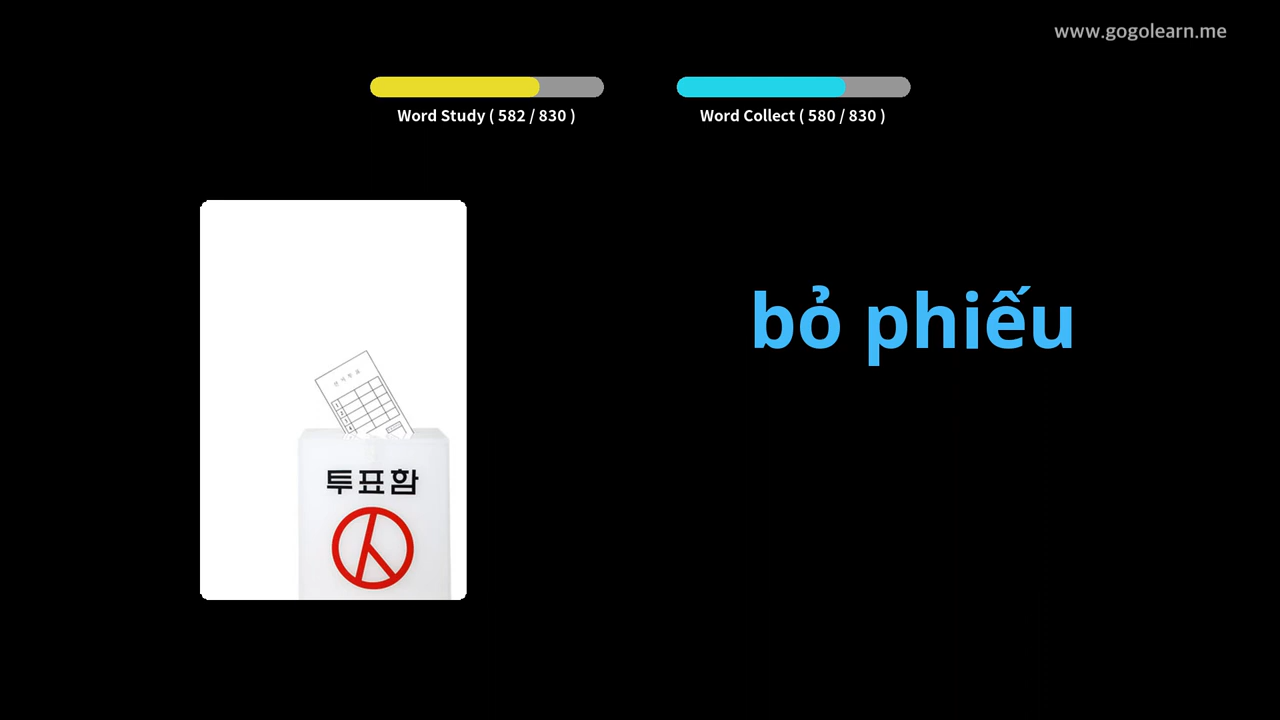 www.gogolearn.me
Word Study ( 582 / 830 )
Word Collect ( 580 / 830 )
bỏ phiếu
투표함